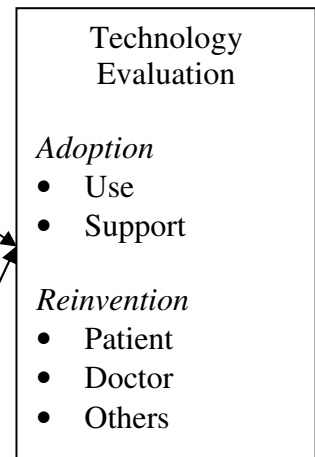 Technology
Evaluation
Adoption
• Use
• Support
Reinvention
• Patient
• Doctor
• Others